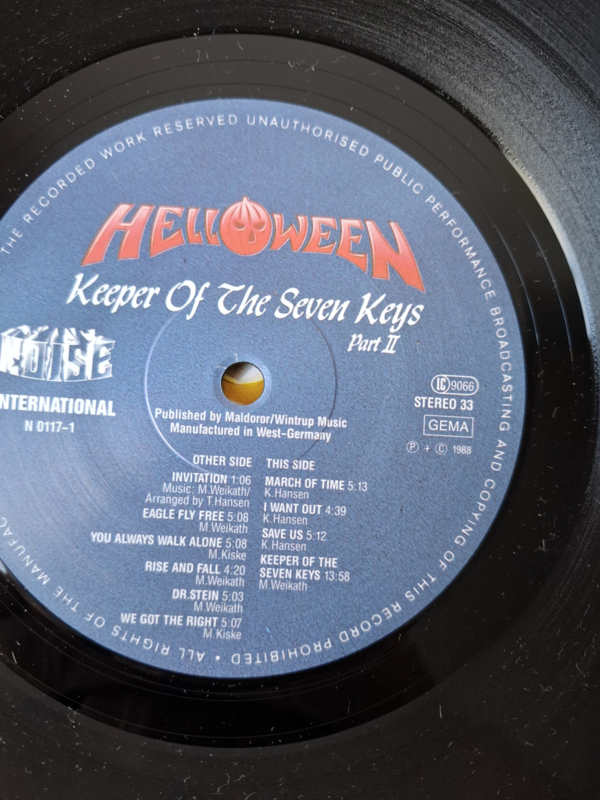 THE RECORDED WORK RESERVED UNAUTHORISED PUBLIC PERFORMANCE BROADCASTING AND COPYING OF THIS RECORD PROHIBITED • ALL RIGHTS OF THE MANUFAC
HELLOWEEN
Keeper Of The Seven Keys
Part II
NOISE
INTERNATIONAL
N 0117-1
LC 9066
STEREO 33
GEMA
Ⓟ + © 1988
Published by Maldoror/Wintrup Music
Manufactured in West-Germany
OTHER SIDE
INVITATION 1:06
Music: M.Weikath/
Arranged by T.Hansen
EAGLE FLY FREE 5:08
M.Weikath
YOU ALWAYS WALK ALONE 5:08
M.Kiske
RISE AND FALL 4:20
M.Weikath
DR.STEIN 5:03
M.Weikath
WE GOT THE RIGHT 5:07
M.Kiske
THIS SIDE
MARCH OF TIME 5:13
K.Hansen
I WANT OUT 4:39
K.Hansen
SAVE US 5:12
K.Hansen
KEEPER OF THE
SEVEN KEYS 13:58
M.Weikath